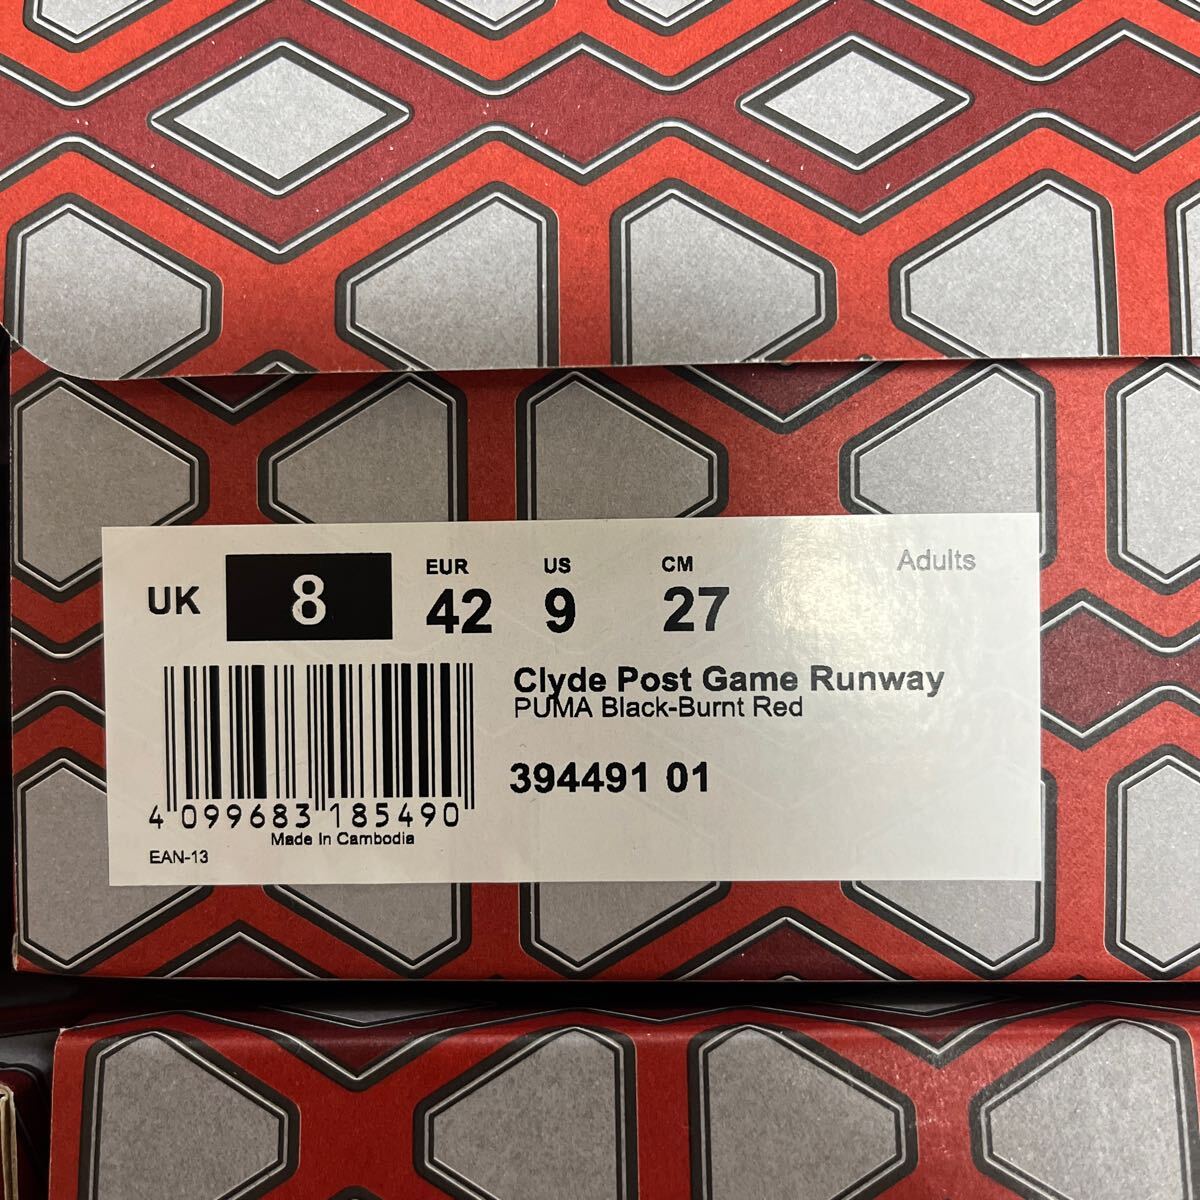 Adults
EUR US CM
UK 8 42 9 27
Clyde Post Game Runway
PUMA Black-Burnt Red
394491 01
4 099683 185490
Made In Cambodia
EAN-13